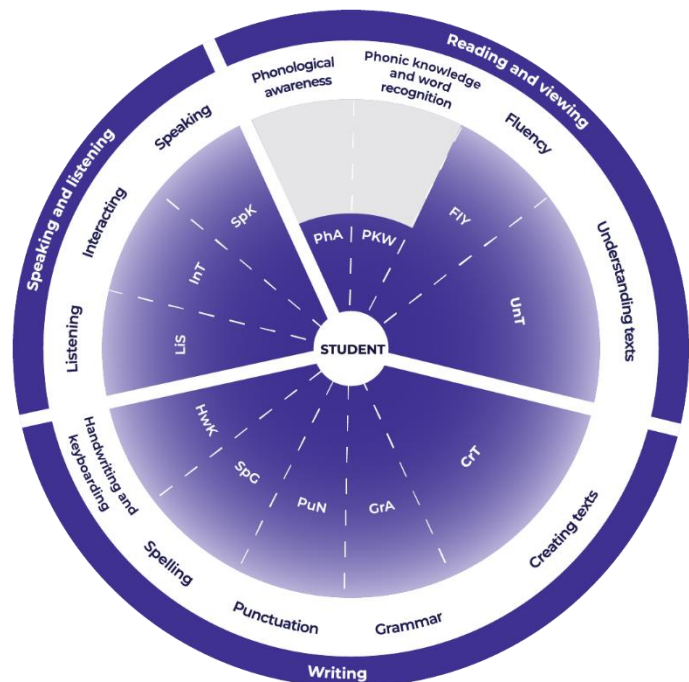 Reading and viewing
Phonological
awareness
Phonic knowledge
and word
recognition
Fluency
Understanding texts
Speaking and listening
Speaking
Interacting
Listening
SpK
InT
LiS
PhA
PKW
FlY
UnT
STUDENT
HwK
SpG
PuN
GrA
CrT
Handwriting and
keyboarding
Spelling
Punctuation
Grammar
Creating texts
Writing